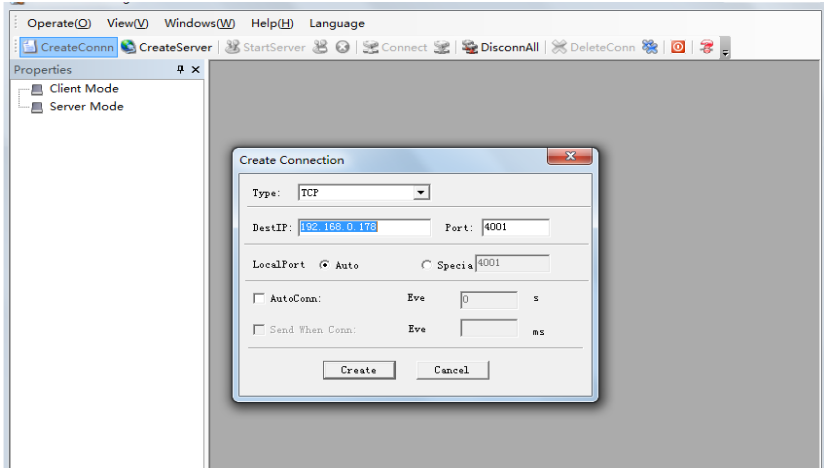 Operate(O) View(V) Windows(W) Help(H) Language
CreateConnn CreateServer StartServer Connect DisconnAll DeleteConn
Properties
Client Mode
Server Mode
Create Connection
Type: TCP
DestIP: 192.168.0.178 Port: 4001
LocalPort Auto Specia 4001
AutoConn: Eve 0 s
Send When Conn: Eve ms
Create Cancel